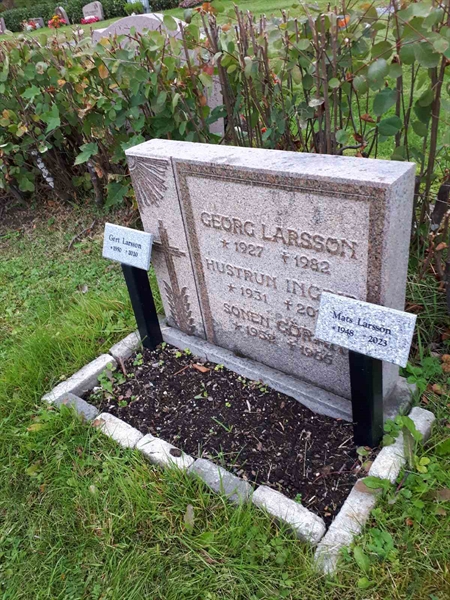 Gert Larsson
GEORG LARSSON
* 1927 † 1982
HUSTRUN
* 1931
SONEN
Mats Larsson
* 1948 † 2023